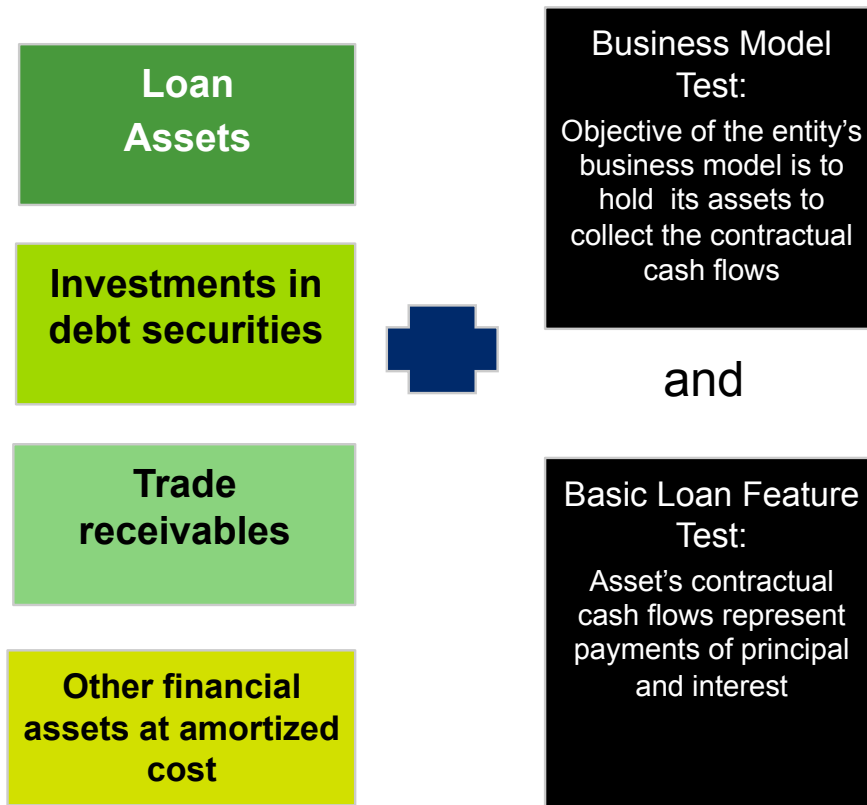 Loan
Assets
Investments in
debt securities
Trade
receivables
Other financial
assets at amortized
cost
Business Model
Test:
Objective of the entity’s
business model is to
hold its assets to
collect the contractual
cash flows
and
Basic Loan Feature
Test:
Asset’s contractual
cash flows represent
payments of principal
and interest